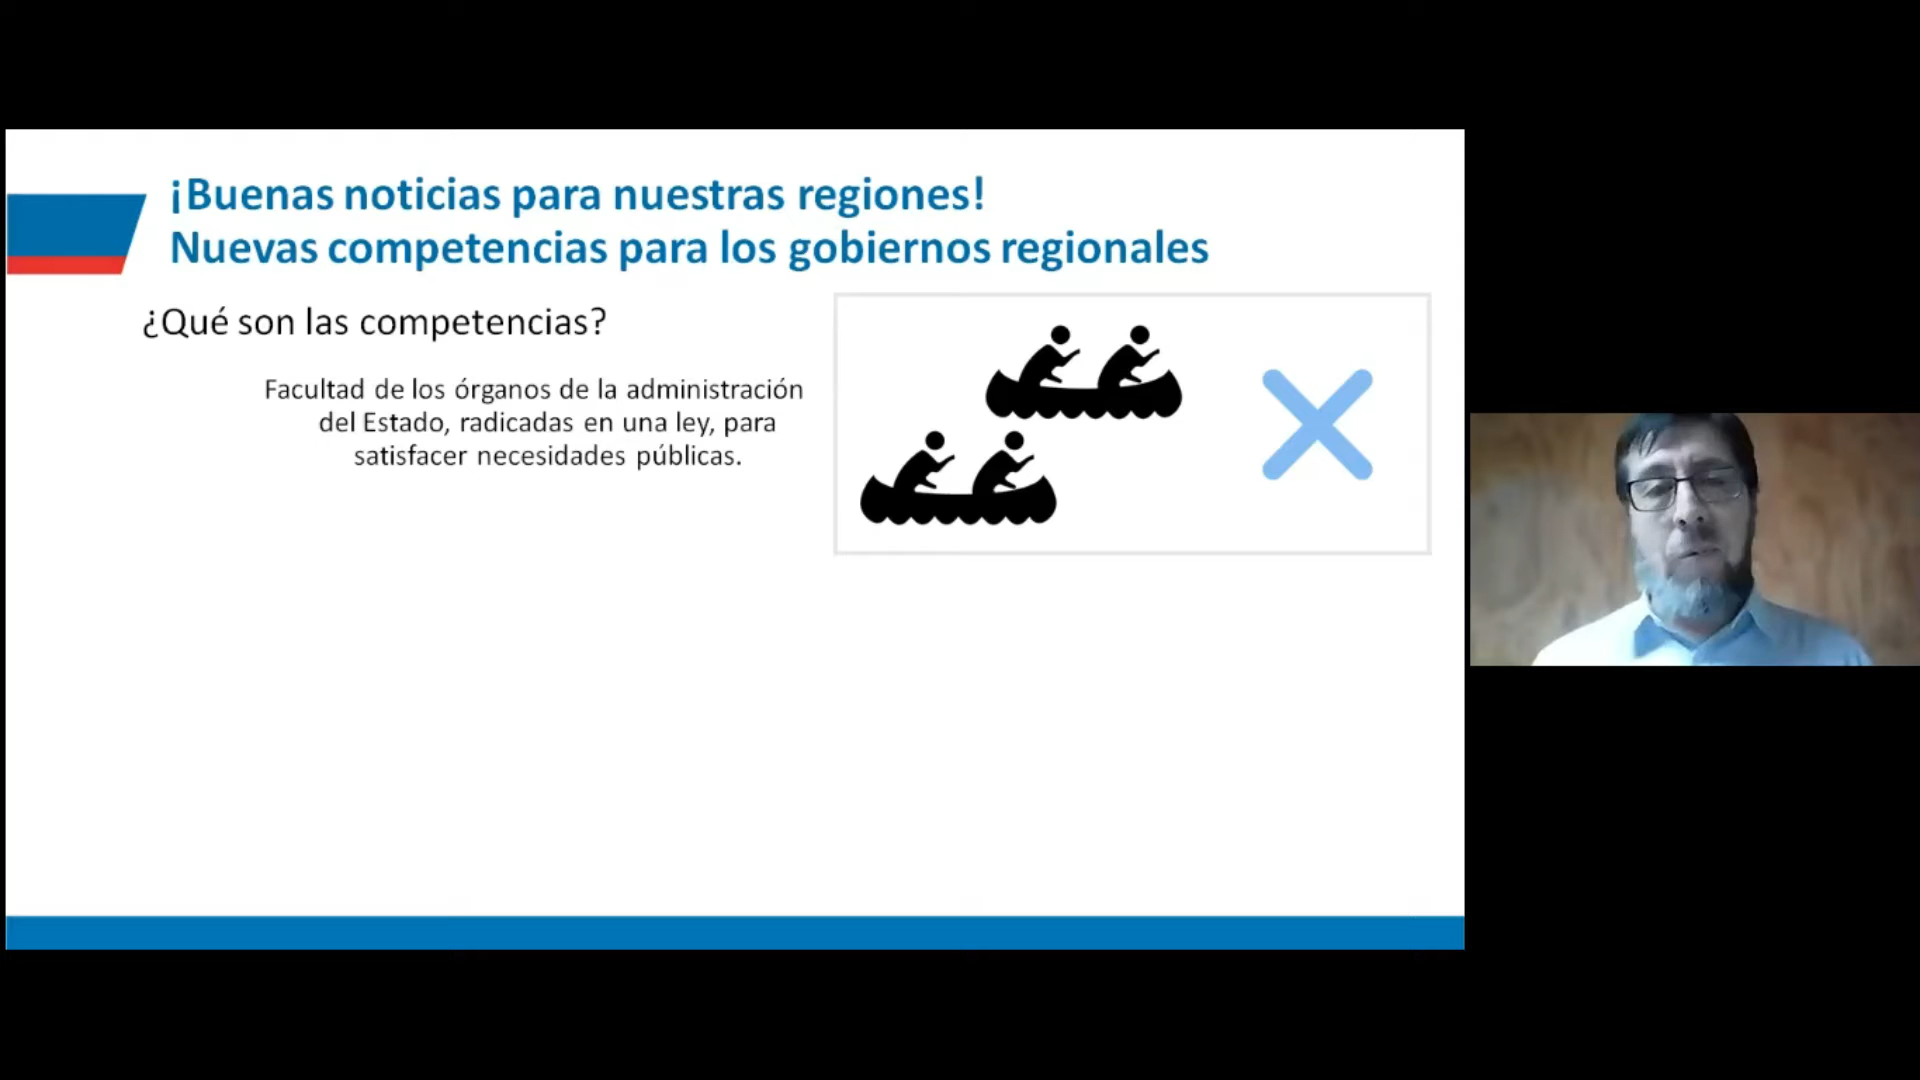 ¡Buenas noticias para nuestras regiones!
Nuevas competencias para los gobiernos regionales
¿Qué son las competencias?
Facultad de los órganos de la administración
del Estado, radicadas en una ley, para
satisfacer necesidades públicas.